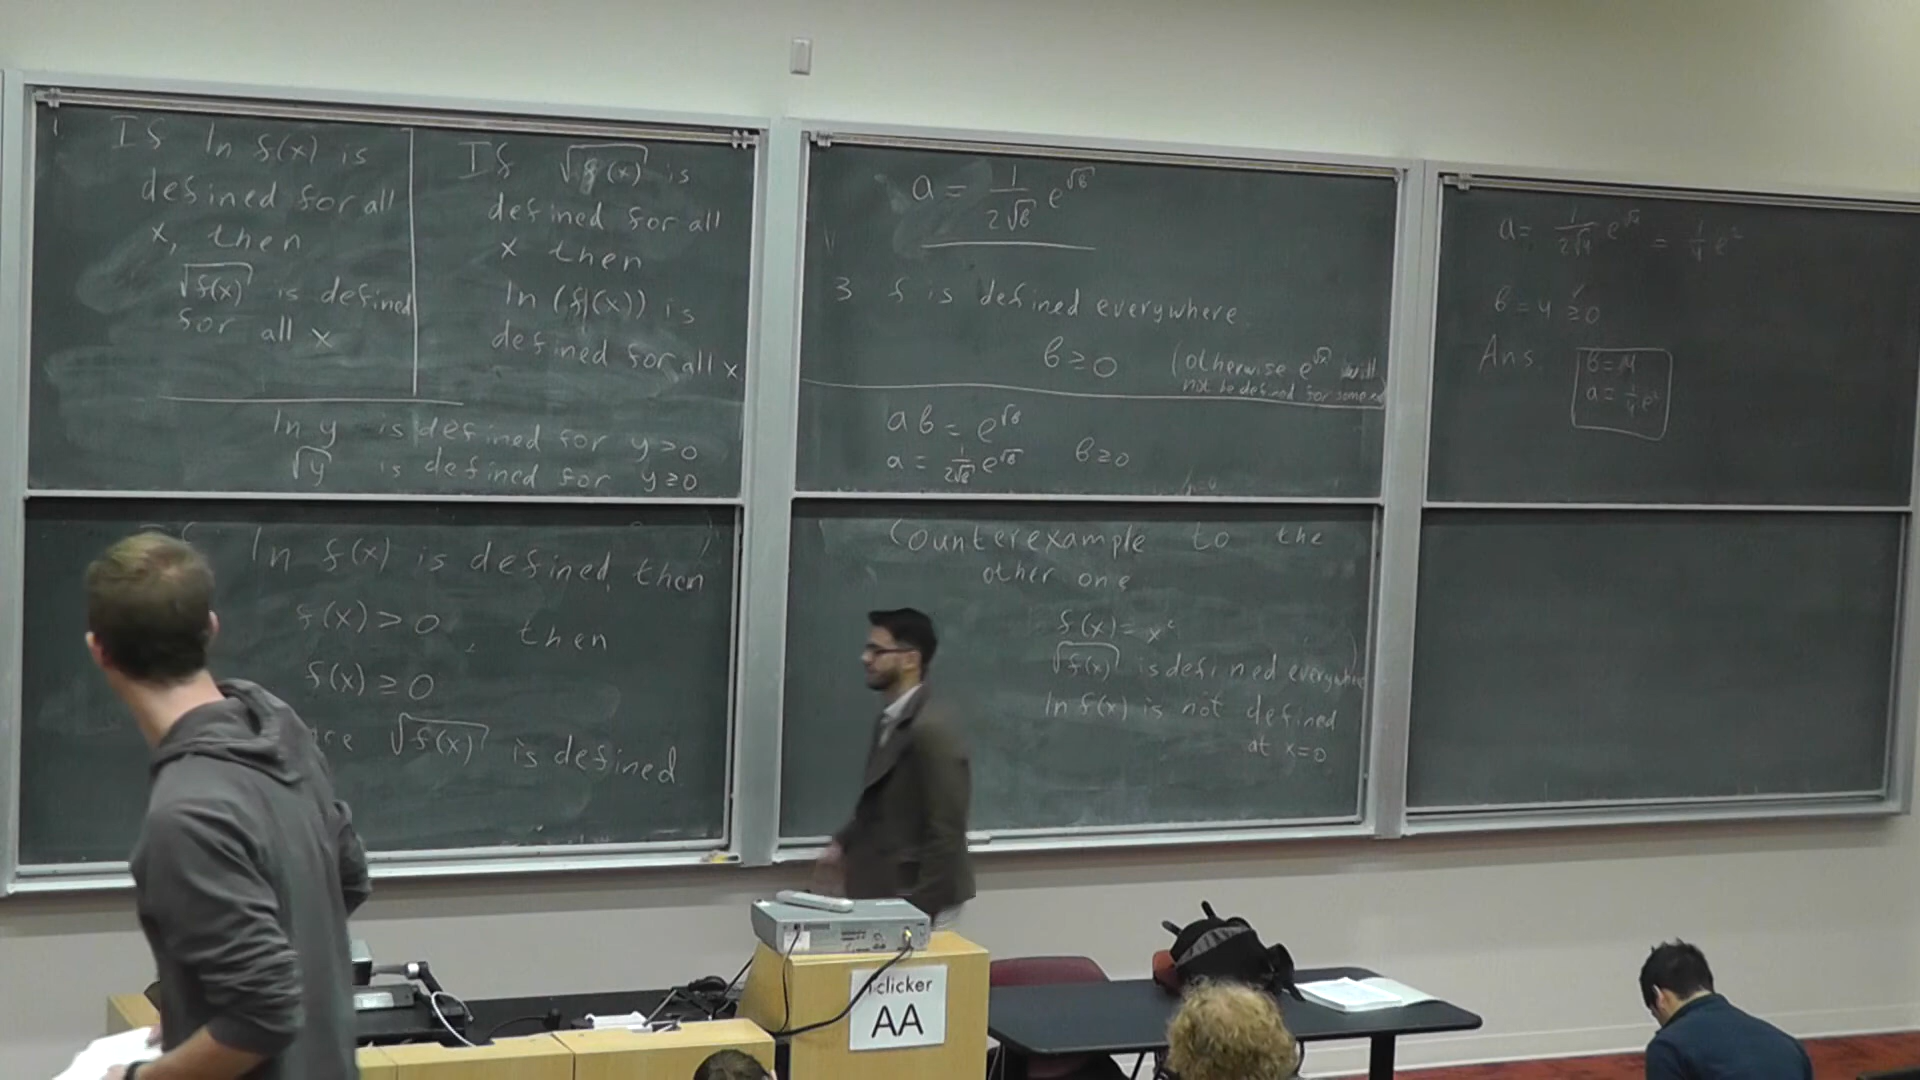 If ln f(x) is
defined for all
x, then
√f(x) is defined
for all x
If √f(x) is
defined for all
x then
ln (f(x)) is
defined for all x
ln y is defined for y>0
√y is defined for y≥0
ln f(x) is defined, then
f(x) > 0, then
f(x) ≥ 0
√f(x) is defined
a = 1/(2√b) e^√b
3 f is defined everywhere.
b ≥ 0 (otherwise e^√x will
not be defined for some x)
ab = e^√b
a = 1/(2√b) e^√b b≥0
Counterexample to the
other one
f(x) = x²
√f(x) is defined everywhere
ln f(x) is not defined
at x=0
a = 1/(2√4) e^√4 = 1/4 e²
b = 4 ≥ 0
Ans. b = 4
a = 1/4 e²
iclicker
AA